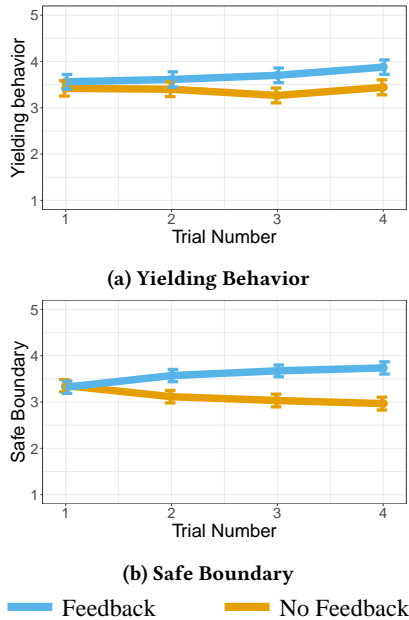 5
4
3
2
1
Yielding behavior
1 2 3 4
Trial Number
(a) Yielding Behavior
5
4
3
2
1
Safe Boundary
1 2 3 4
Trial Number
(b) Safe Boundary
Feedback No Feedback